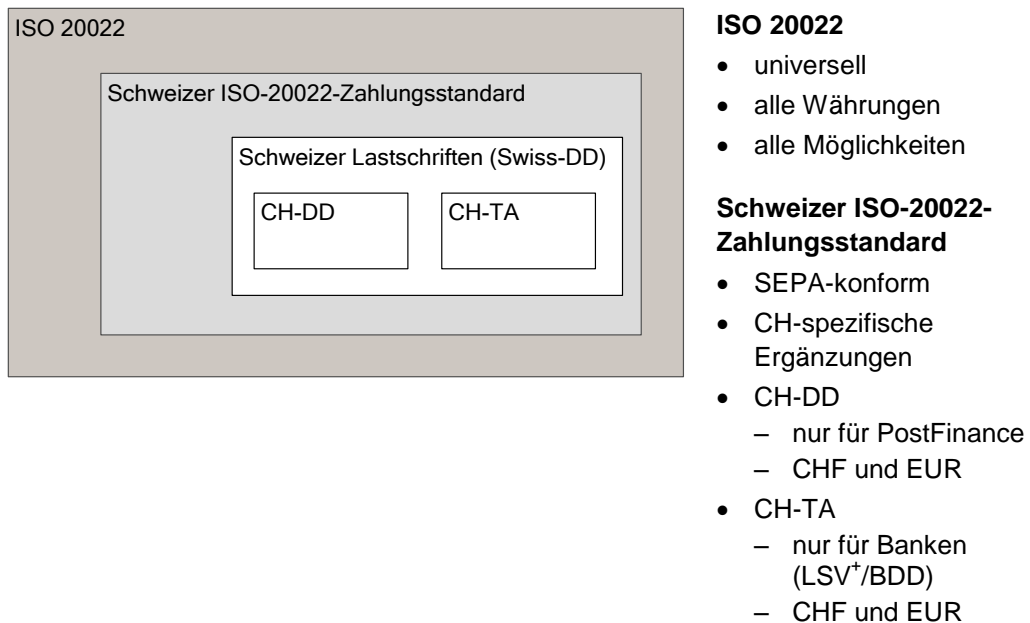 ISO 20022
Schweizer ISO-20022-Zahlungsstandard
Schweizer Lastschriften (Swiss-DD)
CH-DD
CH-TA
ISO 20022
• universell
• alle Währungen
• alle Möglichkeiten
Schweizer ISO-20022-
Zahlungsstandard
• SEPA-konform
• CH-spezifische
Ergänzungen
• CH-DD
– nur für PostFinance
– CHF und EUR
• CH-TA
– nur für Banken
(LSV+/BDD)
– CHF und EUR